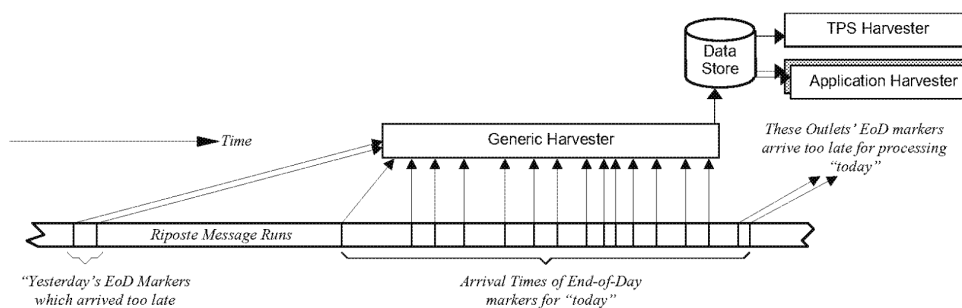 TPS Harvester
Data
Store
Application Harvester
Time
Generic Harvester
These Outlets' EoD markers
arrive too late for processing
"today"
Riposte Message Runs
"Yesterday's EoD Markers
which arrived too late
Arrival Times of End-of-Day
markers for "today"